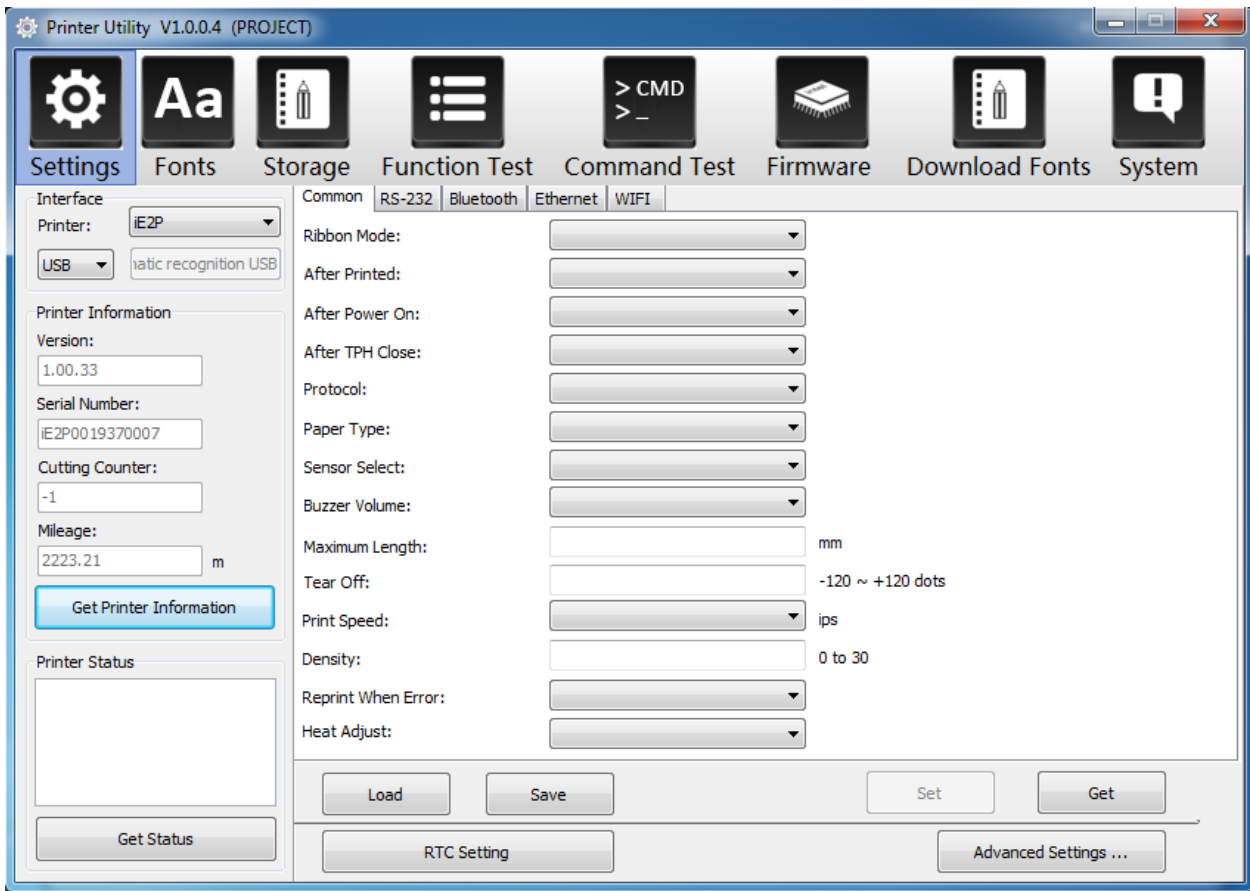 Printer Utility V1.0.0.4 (PROJECT)
> CMD
> _
Aa
Settings Fonts Storage Function Test Command Test Firmware Download Fonts System
Interface
Printer: iE2P
USB natic recognition USB
Printer Information
Version:
1.00.33
Serial Number:
iE2P0019370007
Cutting Counter:
-1
Mileage:
2223.21 m
Get Printer Information
Printer Status
Get Status
Common RS-232 Bluetooth Ethernet WIFI
Ribbon Mode:
After Printed:
After Power On:
After TPH Close:
Protocol:
Paper Type:
Sensor Select:
Buzzer Volume:
Maximum Length: mm
Tear Off: -120 ~ +120 dots
Print Speed: ips
Density: 0 to 30
Reprint When Error:
Heat Adjust:
Load Save Set Get
RTC Setting Advanced Settings ...